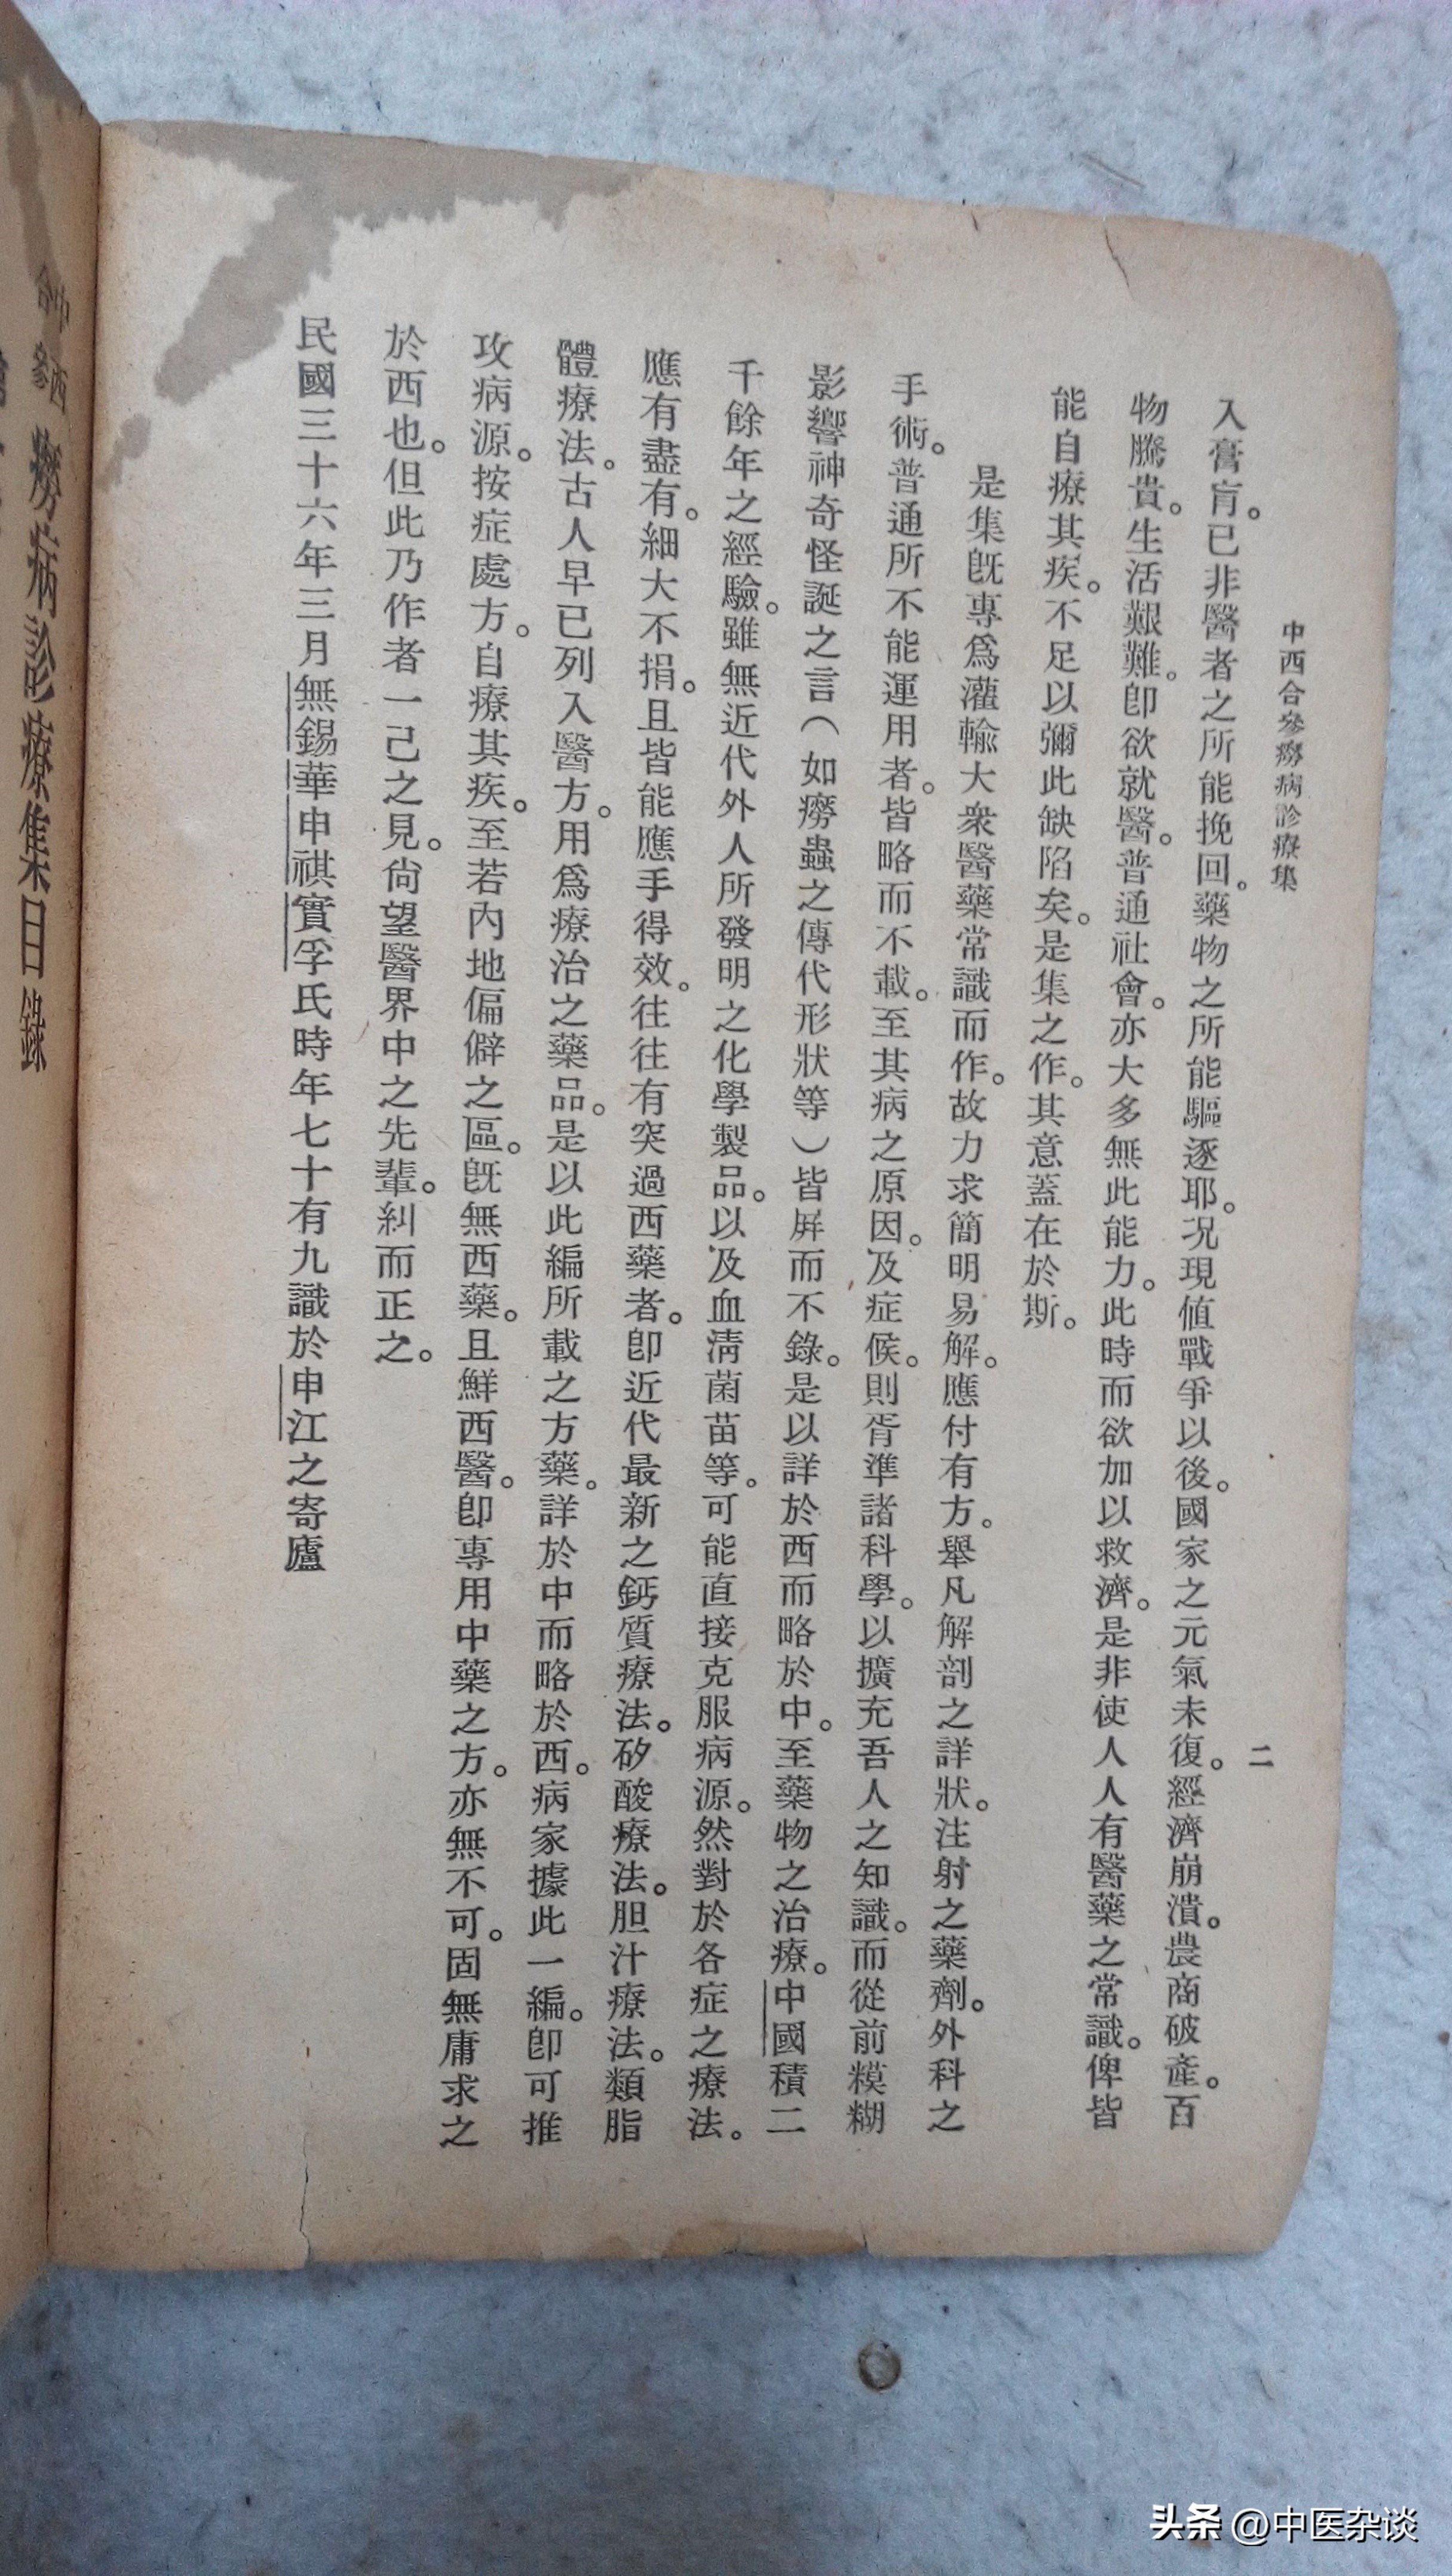 中西合參癆病診療集
二
入膏肓。已非醫者之所能挽回。藥物之所能驅逐耶。况現值戰爭以後。國家之元氣未復。經濟崩潰。農商破產。百
物騰貴。生活艱難。卽欲就醫。普通社會。亦大多無此能力。此時而欲加以救濟。是非使人人有醫藥之常識。俾皆
能自療其疾。不足以彌此缺陷矣。是集之作。其意蓋在於斯。
是集旣專爲灌輸大衆醫藥常識而作。故力求簡明易解。應付有方。舉凡解剖之詳狀。注射之藥劑。外科之
手術。普通所不能運用者。皆略而不載。至其病之原因。及症候。則胥準諸科學。以擴充吾人之知識。而從前糢糊
影響神奇怪誕之言（如癆蟲之傳代形狀等）皆屏而不錄。是以詳於西而略於中。至藥物之治療。中國積二
千餘年之經驗。雖無近代外人所發明之化學製品。以及血淸菌苗等。可能直接克服病源。然對於各症之療法。
應有盡有。細大不捐。且皆能應手得效。往往有突過西藥者。卽近代最新之鈣質療法。矽酸療法。胆汁療法。類脂
體療法。古人早已列入醫方。用爲療治之藥品。是以此編所載之方藥。詳於中而略於西。病家據此一編。卽可推
攻病源。按症處方。自療其疾。至若內地偏僻之區。旣無西藥。且鮮西醫。卽專用中藥之方。亦無不可。固無庸求之
於西也。但此乃作者一己之見。尙望醫界中之先輩。糾而正之。
民國三十六年三月無錫華申祺實孚氏時年七十有九識於申江之寄廬
中西合參癆病診療集目錄
头条 @中医杂谈